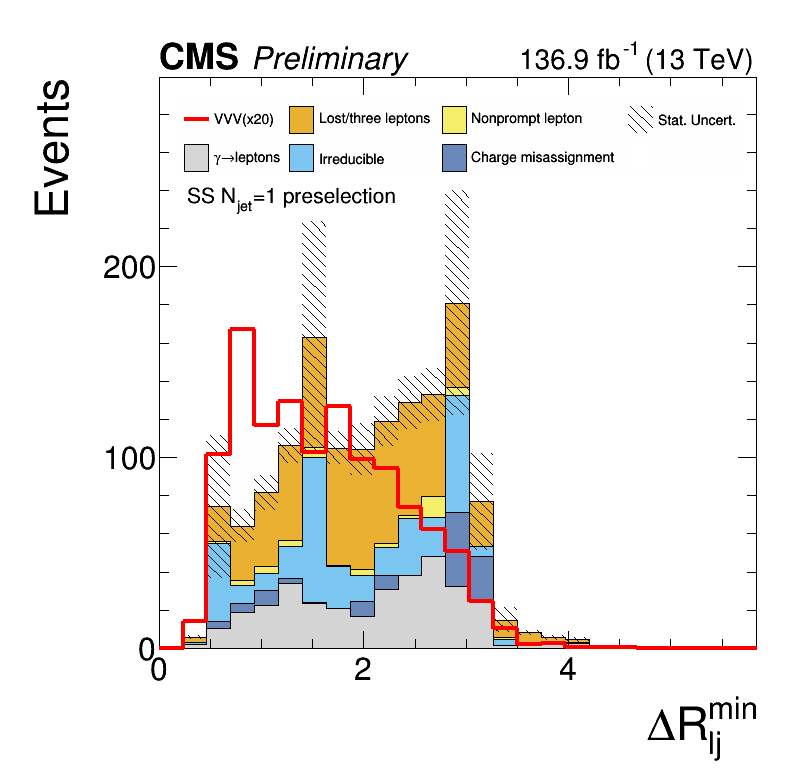 CMS Preliminary 136.9 fb⁻¹ (13 TeV)
Events
VVV(x20) Lost/three leptons Nonprompt lepton Stat. Uncert.
γ→leptons Irreducible Charge misassignment
SS N_jet=1 preselection
200
100
0
0 2 4
ΔR_lj^min